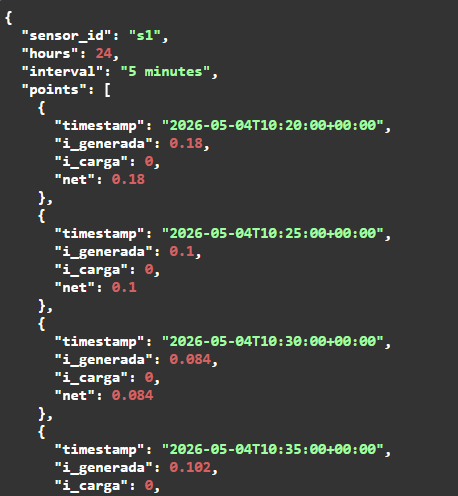 {
  "sensor_id": "s1",
  "hours": 24,
  "interval": "5 minutes",
  "points": [
    {
      "timestamp": "2026-05-04T10:20:00+00:00",
      "i_generada": 0.18,
      "i_carga": 0,
      "net": 0.18
    },
    {
      "timestamp": "2026-05-04T10:25:00+00:00",
      "i_generada": 0.1,
      "i_carga": 0,
      "net": 0.1
    },
    {
      "timestamp": "2026-05-04T10:30:00+00:00",
      "i_generada": 0.084,
      "i_carga": 0,
      "net": 0.084
    },
    {
      "timestamp": "2026-05-04T10:35:00+00:00",
      "i_generada": 0.102,
      "i_carga": 0,